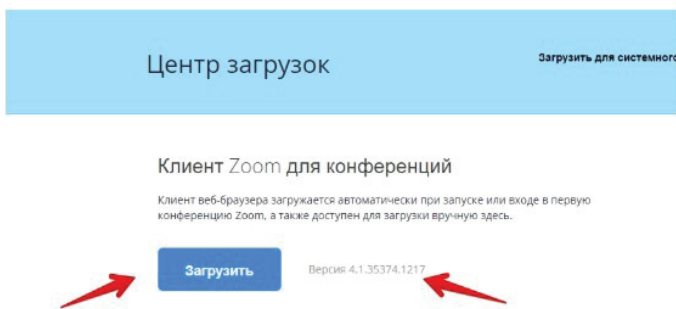 Центр загрузок
Загрузить для системного
Клиент Zoom для конференций
Клиент веб-браузера загружается автоматически при запуске или входе в первую
конференцию Zoom, а также доступен для загрузки вручную здесь.
Загрузить
Версия 4.1.35374.1217